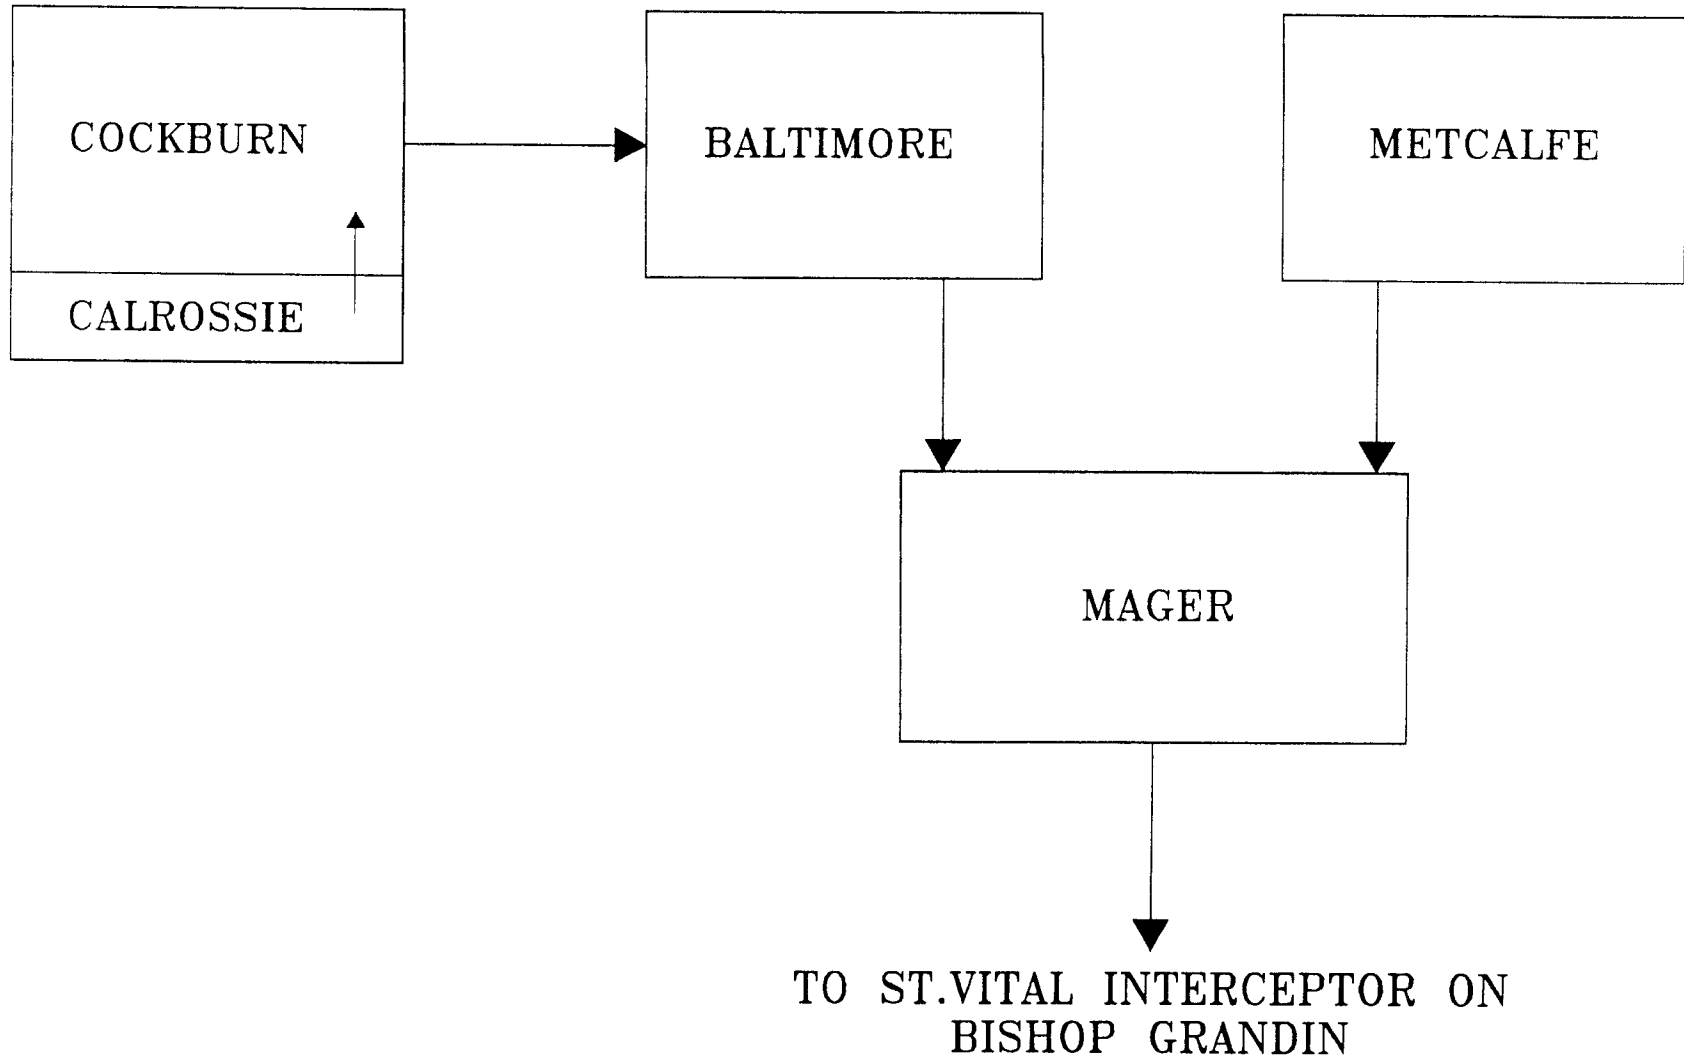 COCKBURN
CALROSSIE
BALTIMORE
METCALFE
MAGER
TO ST.VITAL INTERCEPTOR ON
BISHOP GRANDIN